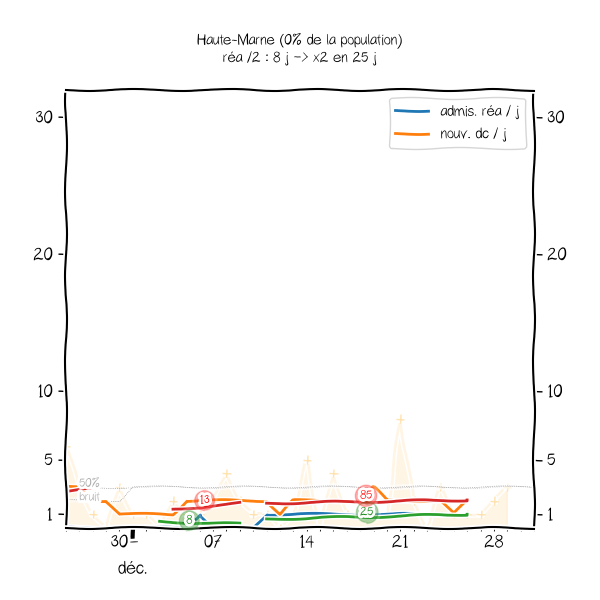 Haute-Marne (0% de la population)
réa /2 : 8 j -> x2 en 25 j
admis. réa / j
nouv. dc / j
30 30
20 20
10 10
5 5
1 1
50%
bruit
13
85
8
25
30 07 14 21 28
déc.